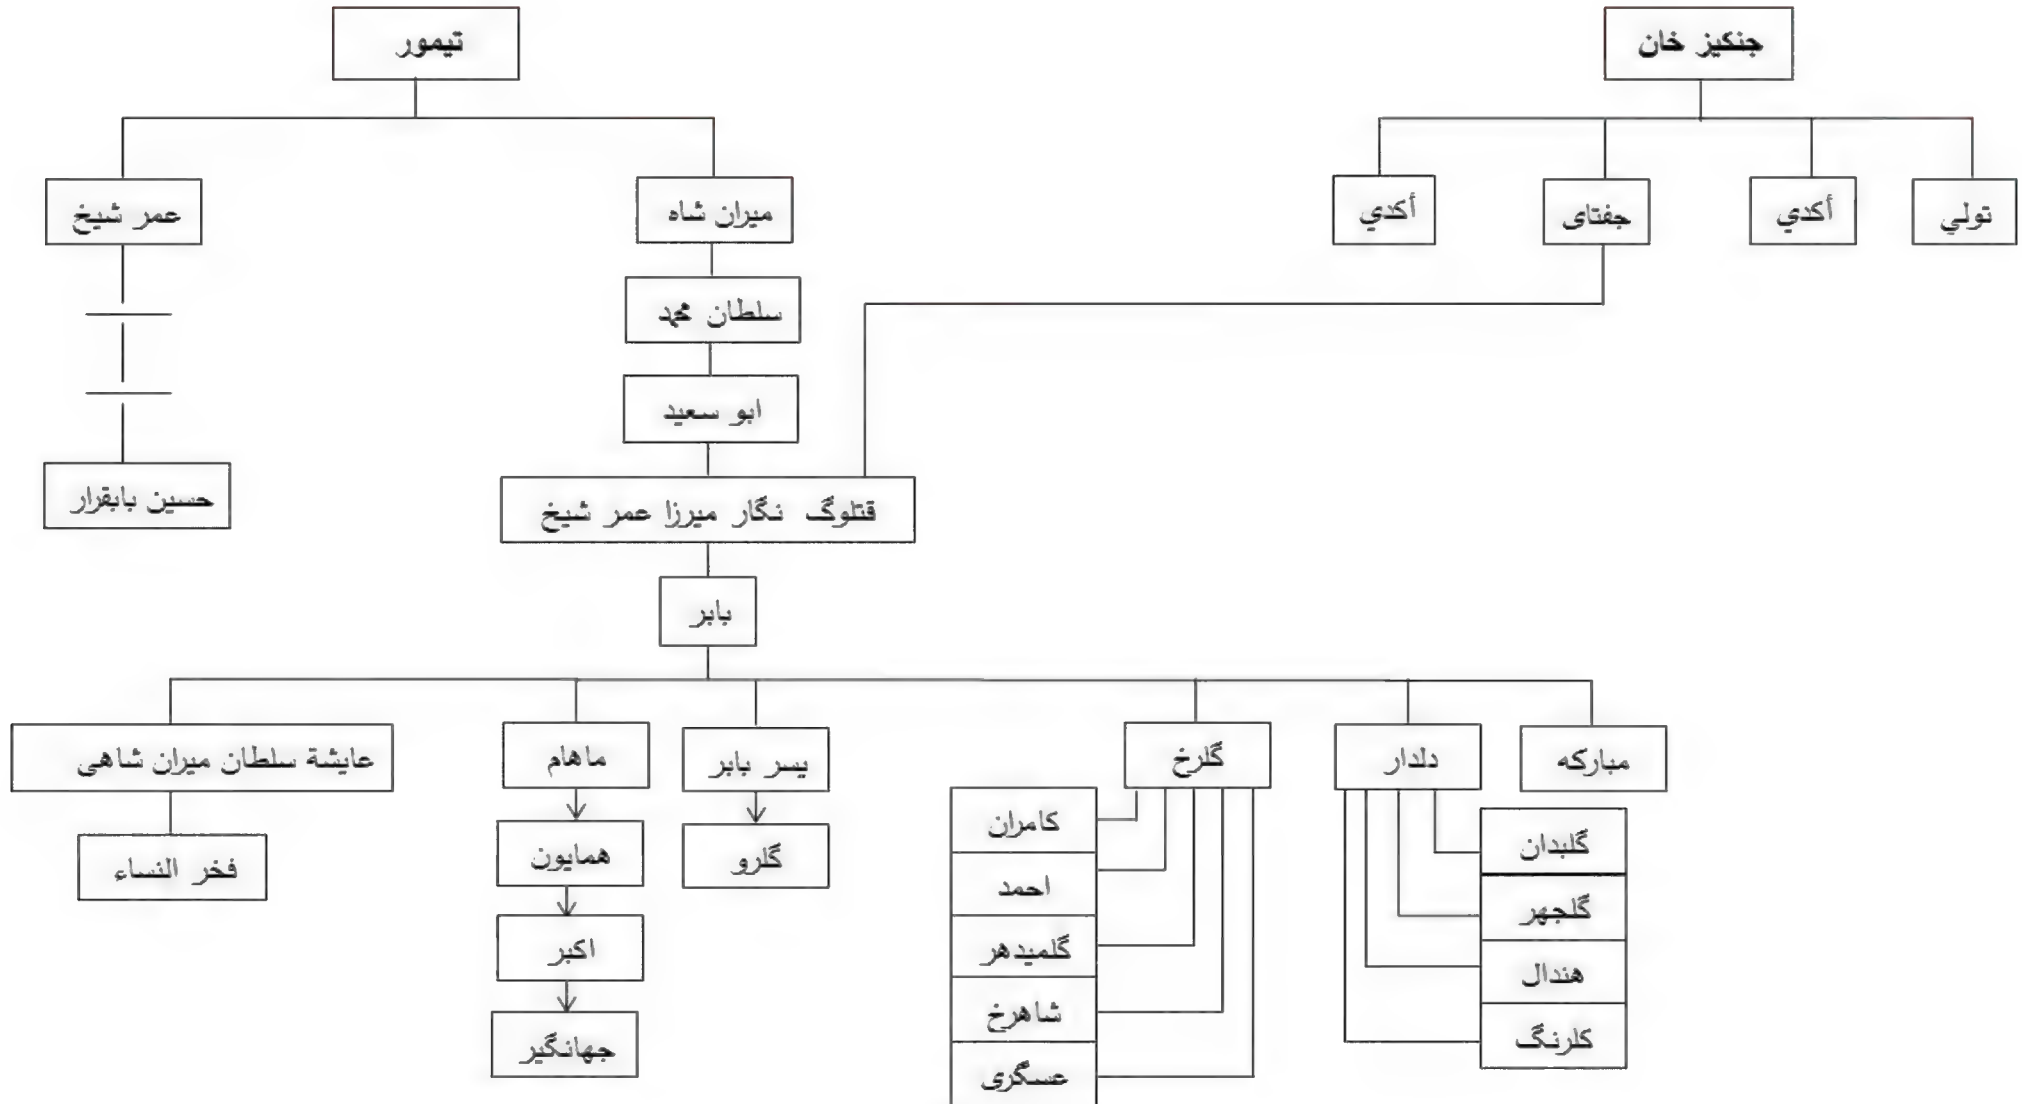 جنكيز خان
تيمور
تولي
أكدي
جفتاى
أكدي
ميران شاه
عمر شيخ
سلطان محمد
ابو سعيد
حسين بابقرار
قتلوگ نگار ميرزا عمر شيخ
بابر
مباركه
دلدار
گلرخ
يسر بابر
ماهام
عايشة سلطان ميران شاهى
گلبدان
گلجهر
هندال
كلرنگ
كامران
احمد
گلميدهر
شاهرخ
عسگرى
گلرو
همايون
اكبر
جهانگير
فخر النساء